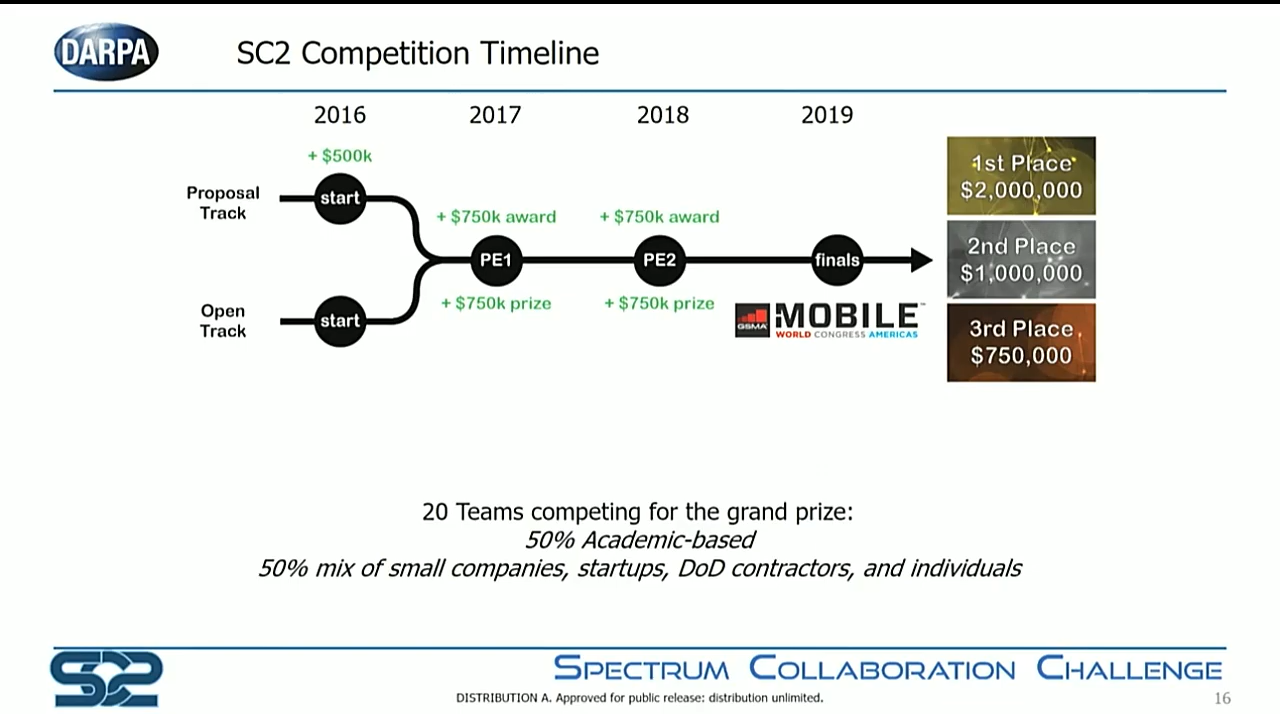 DARPA
SC2 Competition Timeline
2016
2017
2018
2019
+ $500k
Proposal
Track
start
+ $750k award
+ $750k award
PE1
PE2
finals
+ $750k prize
+ $750k prize
Open
Track
start
GSMA
MOBILE
WORLD CONGRESS AMERICAS
1st Place
$2,000,000
2nd Place
$1,000,000
3rd Place
$750,000
20 Teams competing for the grand prize:
50% Academic-based
50% mix of small companies, startups, DoD contractors, and individuals
SC2
SPECTRUM COLLABORATION CHALLENGE
DISTRIBUTION A. Approved for public release: distribution unlimited.
16